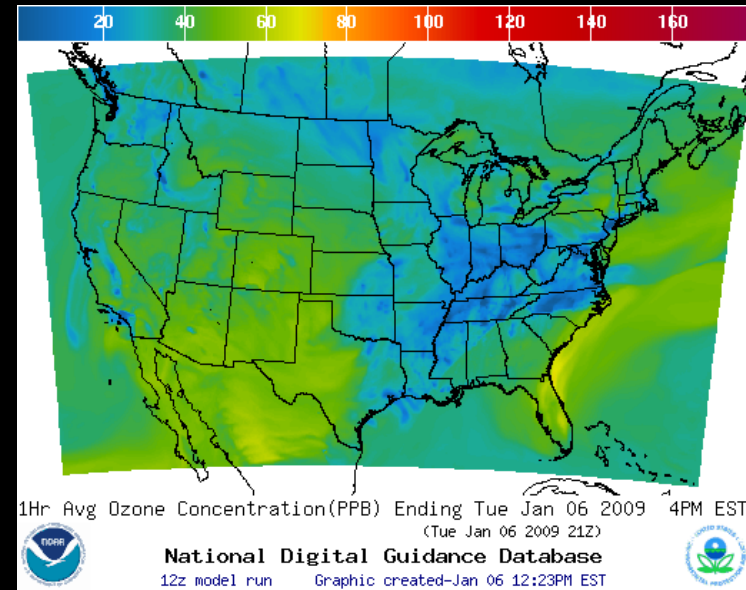 20 40 60 80 100 120 140 160
1Hr Avg Ozone Concentration(PPB) Ending Tue Jan 06 2009 4PM EST
(Tue Jan 06 2009 21Z)
NOAA
National Digital Guidance Database
12z model run Graphic created-Jan 06 12:23PM EST